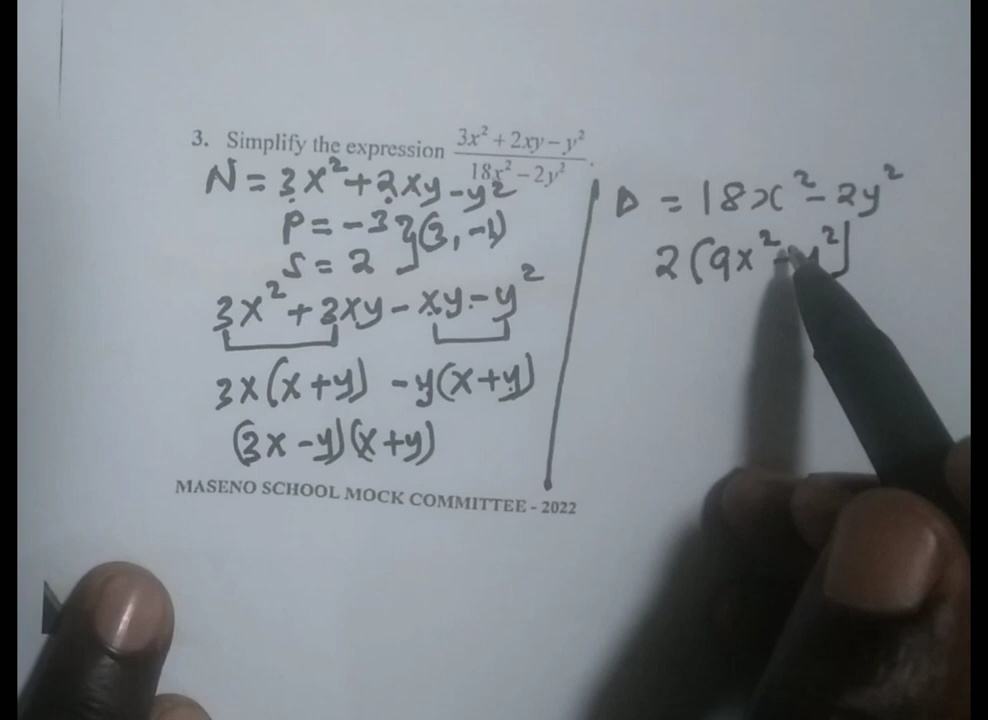 3. Simplify the expression (3x² + 2xy – y²)/(18x² – 2y²).
N = 3x² + 2xy - y²
P = -3 } (3, -1)
S = 2
3x² + 3xy - xy - y²
3x(x+y) - y(x+y)
(3x - y)(x + y)
MASENO SCHOOL MOCK COMMITTEE - 2022
D = 18x² - 2y²
2(9x² - y²)